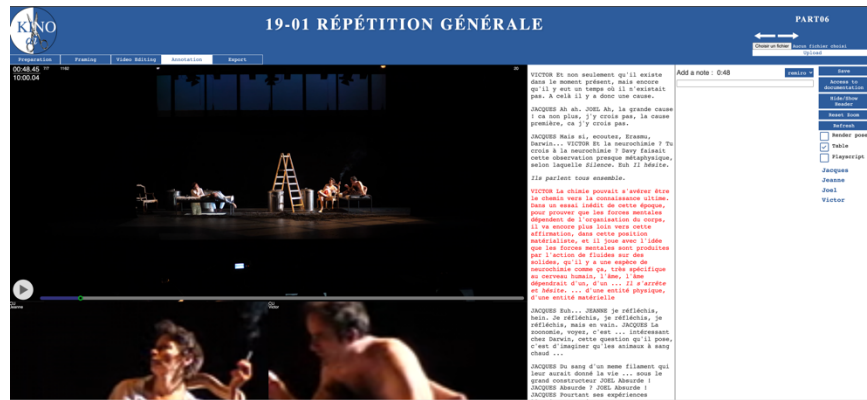 KINO
19-01 RÉPÉTITION GÉNÉRALE
PART06
Choisir un fichier Aucun fichier choisi
Upload
Preparation Framing Video Editing Annotation Export
00:48.45
10:00.04
VICTOR Et non seulement qu'il existe
dans le moment présent, mais encore
qu'il y eut un temps où il n'existait
pas. A celà il y a donc une cause.
JACQUES Ah ah. JOEL Ah, la grande cause
! ca non plus, j'y crois pas, la cause
première, ca j'y crois pas.
JACQUES Mais si, ecoutes, Erasmu,
Darwin... VICTOR Et la neurochimie ? Tu
crois à la neurochimie ? Davy faisait
cette observation presque métaphysique,
selon laquelle Silence. Euh Il hésite.
Ils parlent tous ensemble.
VICTOR La chimie pouvait s'avérer être
le chemin vers la connaissance ultime.
Dans un essai inédit de cette époque,
pour prouver que les forces mentales
dépendent de l'organisation du corps,
il va encore plus loin vers cette
affirmation, dans cette position
matérialiste, et il joue avec l'idée
que les forces mentales sont produites
par l'action de fluides sur des
solides, qu'il y a une espèce de
neurochimie comme ça, très spécifique
au cerveau humain, l'âme, l'âme
dépendrait d'un, d'un ... Il s'arrête
et hésite. ... d'une entité physique,
d'une entité matérielle
JACQUES Euh... JEANNE je réfléchis,
hein. Je réfléchis, je réfléchis, je
réfléchis, mais en vain. JACQUES La
zoonomie, voyez, c'est ... intéressant
chez Darwin, cette question qu'il pose,
c'est d'imaginer qu'les animaux à sang
chaud ...
JACQUES Du sang d'un meme filament qui
leur aurait donné la vie ... sous le
grand constructeur JOEL Absurde !
JACQUES Absurde ? JOEL Absurde !
JACQUES Pourtant ses expériences
Add a note : 0:48
remiru
Save
Access to
documentation
Hide/Show
Header
Reset Zoom
Refresh
Render pose
Table
Playscript
Jacques
Jeanne
Joel
Victor
CU
Jeanne
CU
Victor